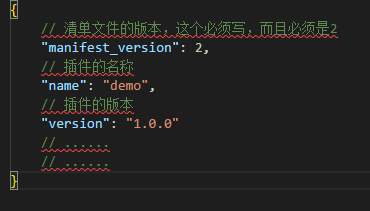 {
// 清单文件的版本，这个必须写，而且必须是2
"manifest_version": 2,
// 插件的名称
"name": "demo",
// 插件的版本
"version": "1.0.0"
// ......
// ......
}